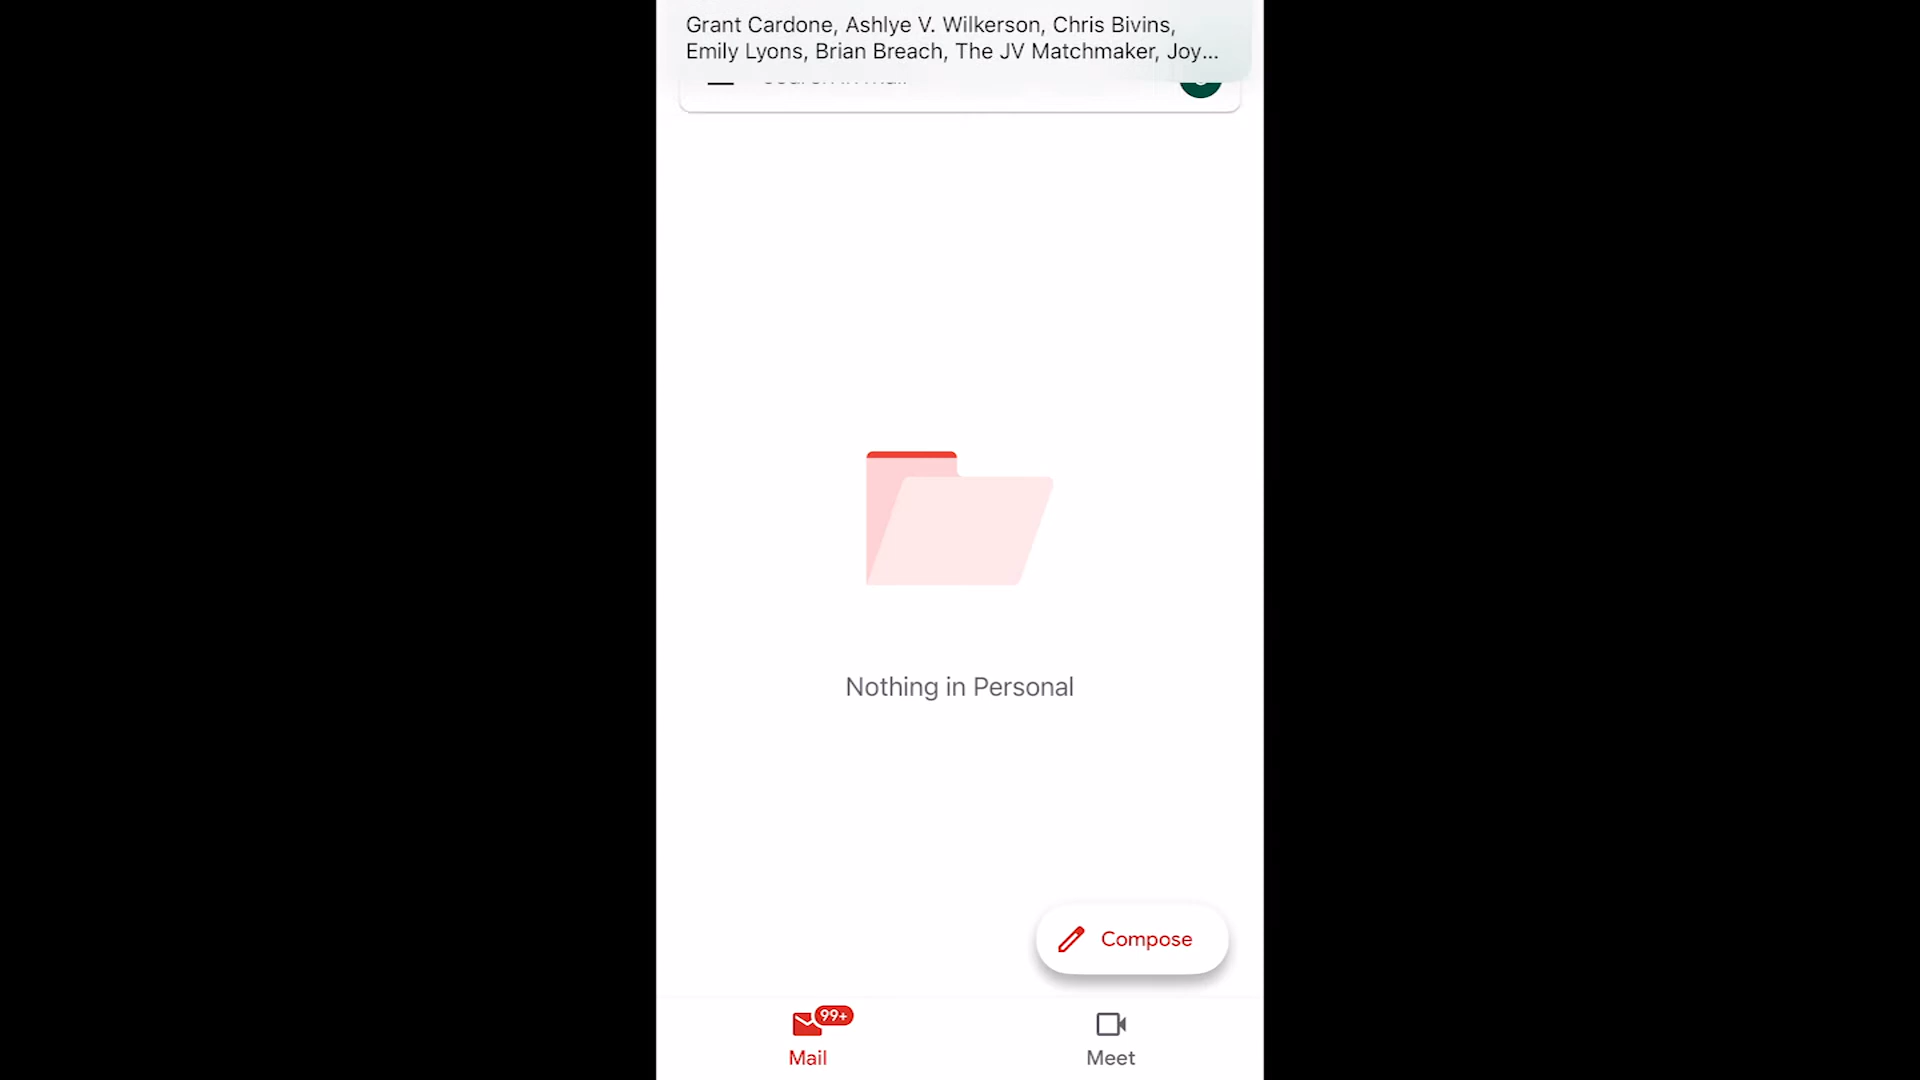 Grant Cardone, Ashlye V. Wilkerson, Chris Bivins,
Emily Lyons, Brian Breach, The JV Matchmaker, Joy...
Nothing in Personal
Compose
99+
Mail
Meet